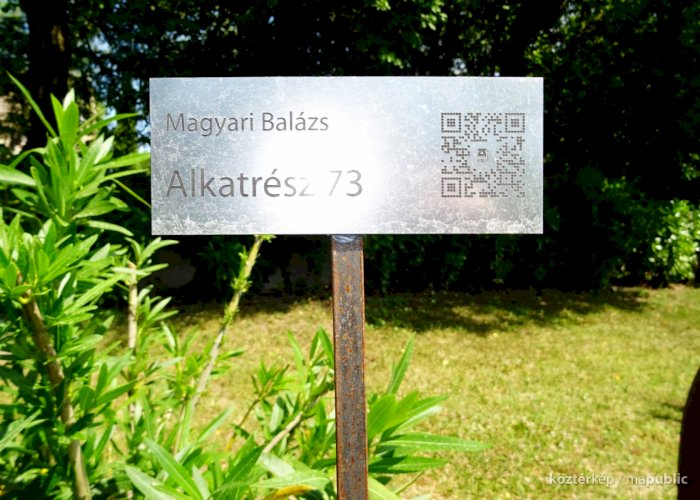 Magyari Balázs
Alkatrész 73
köztérkép / mapublic